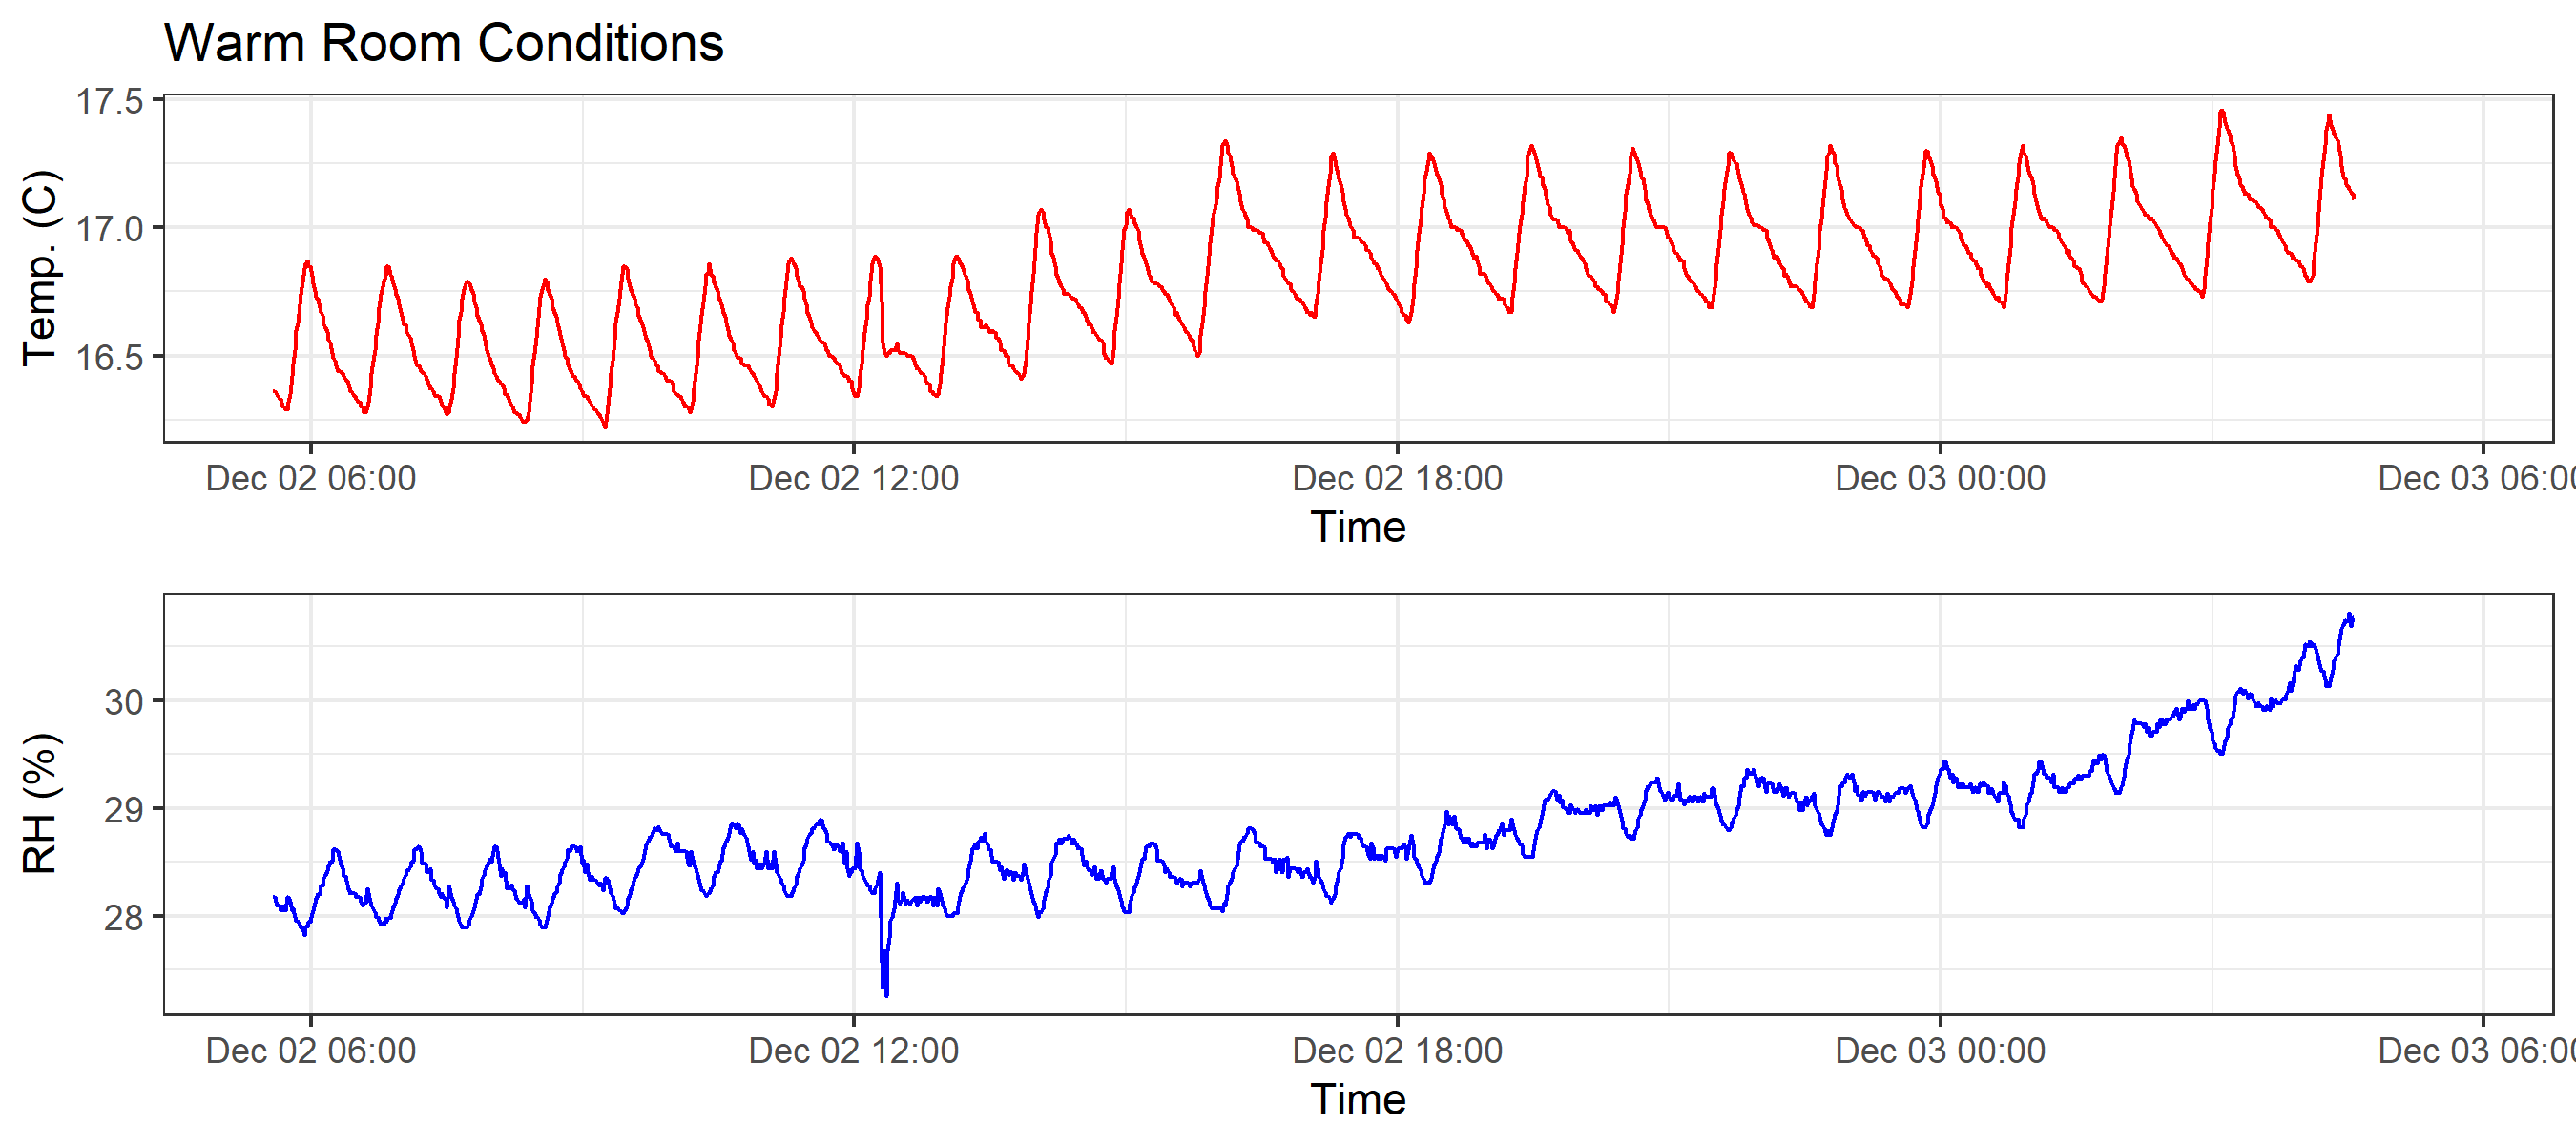 Warm Room Conditions
17.5
17.0
16.5
Temp. (C)
Dec 02 06:00 Dec 02 12:00 Dec 02 18:00 Dec 03 00:00 Dec 03 06:00
Time
30
29
28
RH (%)
Dec 02 06:00 Dec 02 12:00 Dec 02 18:00 Dec 03 00:00 Dec 03 06:00
Time